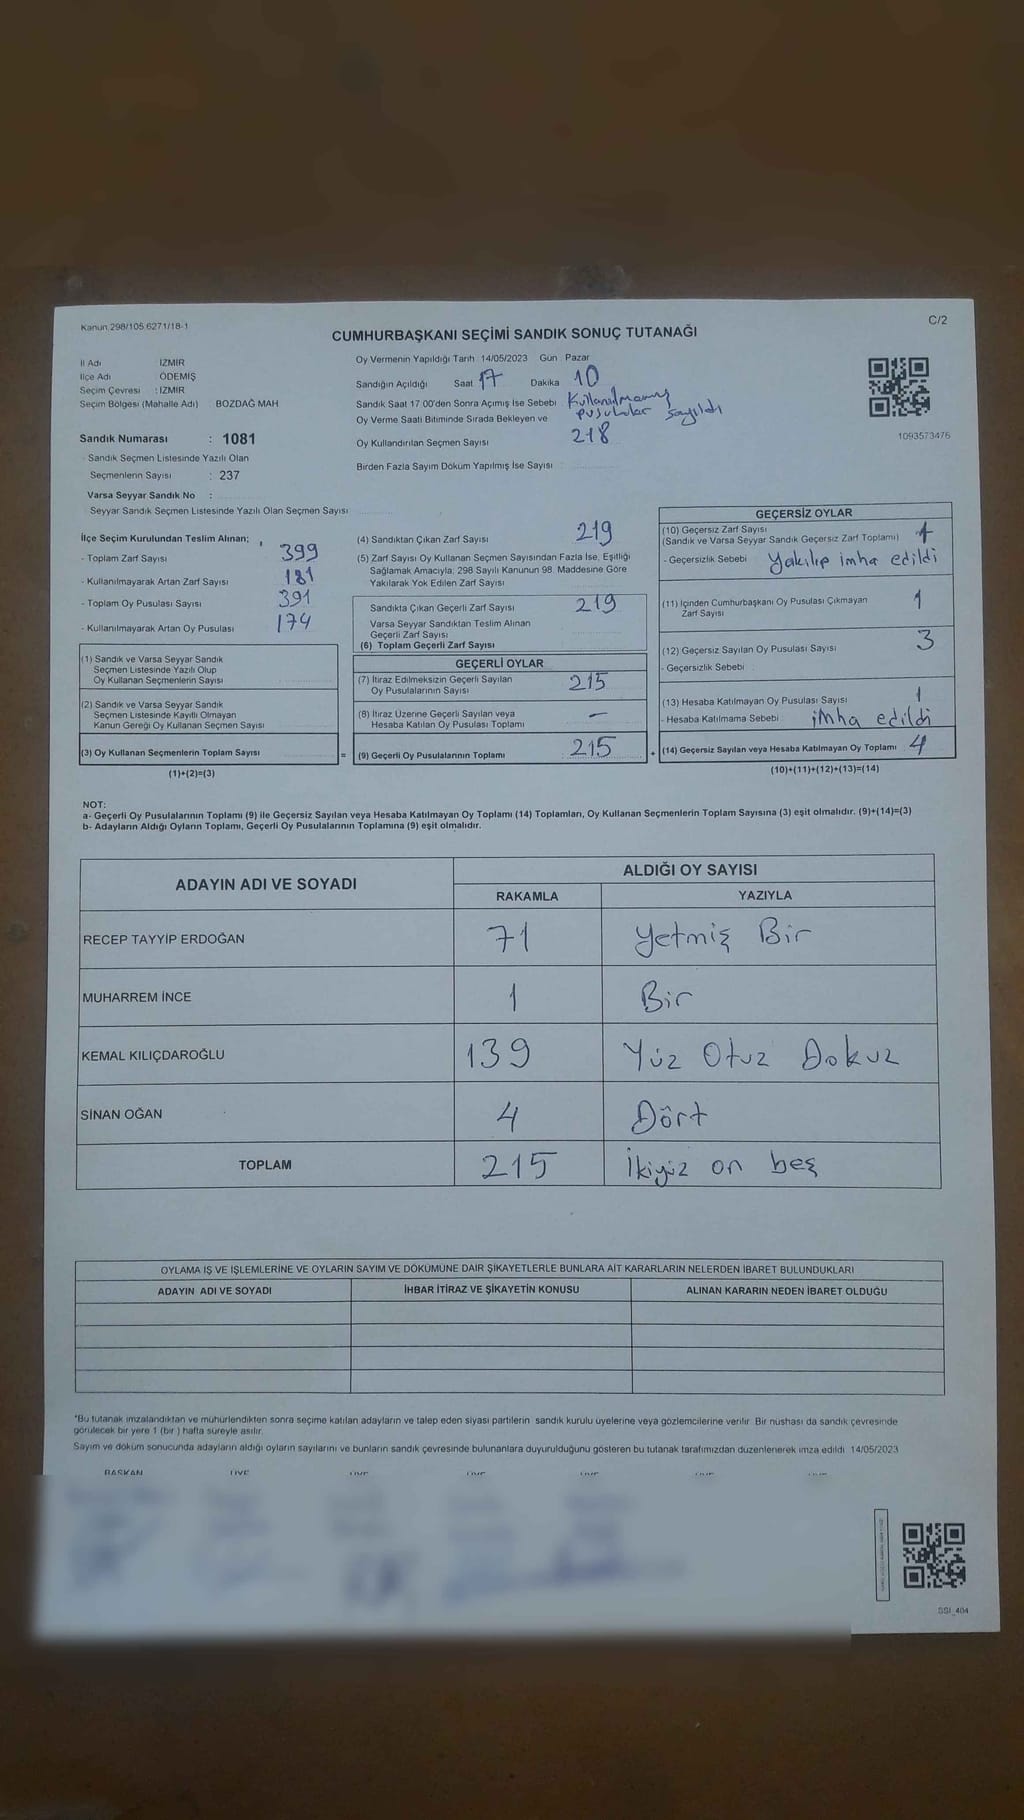 Kanun 298/105.6271/18-1
C/2
CUMHURBAŞKANI SEÇİMİ SANDIK SONUÇ TUTANAĞI
İl Adı İZMİR
İlçe Adı ÖDEMİŞ
Seçim Çevresi : İZMİR
Seçim Bölgesi (Mahalle Adı) BOZDAĞ MAH
Sandık Numarası : 1081
Sandık Seçmen Listesinde Yazılı Olan
Seçmenlerin Sayısı : 237
Varsa Seyyar Sandık No :
Seyyar Sandık Seçmen Listesinde Yazılı Olan Seçmen Sayısı
Oy Vermenin Yapıldığı Tarih 14/05/2023 Gün Pazar
Sandığın Açıldığı Saat 17 Dakika 10
Sandık Saat 17.00'den Sonra Açımış İse Sebebi Kullanılmamış
pusulalar sayıldı
Oy Verme Saati Bitiminde Sırada Bekleyen ve
Oy Kullandırılan Seçmen Sayısı 218
Birden Fazla Sayım Döküm Yapılmış İse Sayısı :
1093573476
İlçe Seçim Kurulundan Teslim Alınan;
- Toplam Zarf Sayısı 399
- Kullanılmayarak Artan Zarf Sayısı 181
- Toplam Oy Pusulası Sayısı 391
- Kullanılmayarak Artan Oy Pusulası 174
(1) Sandık ve Varsa Seyyar Sandık
Seçmen Listesinde Yazılı Olup
Oy Kullanan Seçmenlerin Sayısı
(2) Sandık ve Varsa Seyyar Sandık
Seçmen Listesinde Kayıtlı Olmayan
Kanun Gereği Oy Kullanan Seçmen Sayısı
(3) Oy Kullanan Seçmenlerin Toplam Sayısı =
(1)+(2)=(3)
(4) Sandıktan Çıkan Zarf Sayısı 219
(5) Zarf Sayısı Oy Kullanan Seçmen Sayısından Fazla İse, Eşitliği
Sağlamak Amacıyla, 298 Sayılı Kanunun 98. Maddesine Göre
Yakılarak Yok Edilen Zarf Sayısı
Sandıkta Çıkan Geçerli Zarf Sayısı 219
Varsa Seyyar Sandıktan Teslim Alınan
Geçerli Zarf Sayısı
(6) Toplam Geçerli Zarf Sayısı
GEÇERLİ OYLAR
(7) İtiraz Edilmeksizin Geçerli Sayılan
Oy Pusulalarının Sayısı 215
(8) İtiraz Üzerine Geçerli Sayılan veya
Hesaba Katılan Oy Pusulası Toplamı –
(9) Geçerli Oy Pusulalarının Toplamı 215 +
GEÇERSİZ OYLAR
(10) Geçersiz Zarf Sayısı
(Sandık ve Varsa Seyyar Sandık Geçersiz Zarf Toplamı) 1
- Geçersizlik Sebebi Yakılıp imha edildi
(11) İçinden Cumhurbaşkanı Oy Pusulası Çıkmayan
Zarf Sayısı 1
(12) Geçersiz Sayılan Oy Pusulası Sayısı 3
- Geçersizlik Sebebi
(13) Hesaba Katılmayan Oy Pusulası Sayısı 1
- Hesaba Katılmama Sebebi imha edildi
(14) Geçersiz Sayılan veya Hesaba Katılmayan Oy Toplamı 4
(10)+(11)+(12)+(13)=(14)
NOT:
a- Geçerli Oy Pusulalarının Toplamı (9) ile Geçersiz Sayılan veya Hesaba Katılmayan Oy Toplamı (14) Toplamları, Oy Kullanan Seçmenlerin Toplam Sayısına (3) eşit olmalıdır. (9)+(14)=(3)
b- Adayların Aldığı Oyların Toplamı, Geçerli Oy Pusulalarının Toplamına (9) eşit olmalıdır.
ADAYIN ADI VE SOYADI
ALDIĞI OY SAYISI
RAKAMLA YAZIYLA
RECEP TAYYİP ERDOĞAN 71 Yetmiş Bir
MUHARREM İNCE 1 Bir
KEMAL KILIÇDAROĞLU 139 Yüz Otuz Dokuz
SİNAN OĞAN 4 Dört
TOPLAM 215 İkiyüz on beş
OYLAMA İŞ VE İŞLEMLERİNE VE OYLARIN SAYIM VE DÖKÜMÜNE DAİR ŞİKAYETLERLE BUNLARA AİT KARARLARIN NELERDEN İBARET BULUNDUKLARI
ADAYIN ADI VE SOYADI İHBAR İTİRAZ VE ŞİKAYETİN KONUSU ALINAN KARARIN NEDEN İBARET OLDUĞU
*Bu tutanak imzalandıktan ve mühürlendikten sonra seçime katılan adayların ve talep eden siyasi partilerin sandık kurulu üyelerine veya gözlemcilerine verilir. Bir nüshası da sandık çevresinde
görülecek bir yere 1 (bir ) hafta süreyle asılır.
Sayım ve döküm sonucunda adayların aldığı oyların sayılarını ve bunların sandık çevresinde bulunanlara duyurulduğunu gösteren bu tutanak tarafımızdan düzenlenerek imza edildi 14/05/2023
BAŞKAN ÜYE ÜYE ÜYE ÜYE ÜYE ÜYE
SSI_404